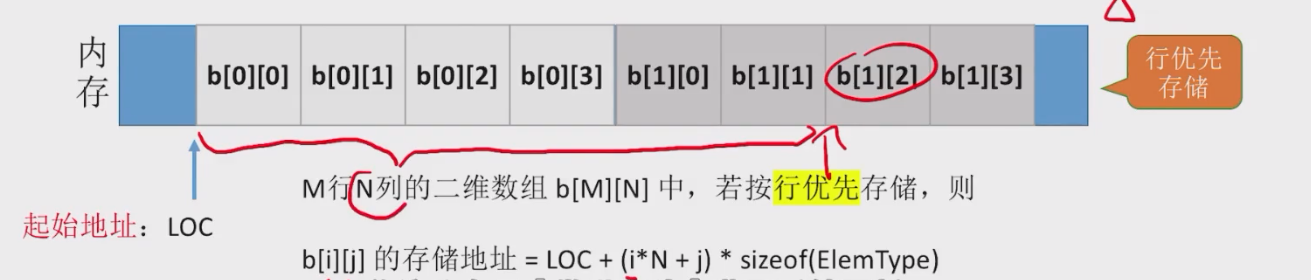 内存
b[0][0] b[0][1] b[0][2] b[0][3] b[1][0] b[1][1] b[1][2] b[1][3]
行优先
存储
M行N列的二维数组 b[M][N] 中，若按行优先存储，则
起始地址：LOC
b[i][j] 的存储地址 = LOC + (i*N + j) * sizeof(ElemType)